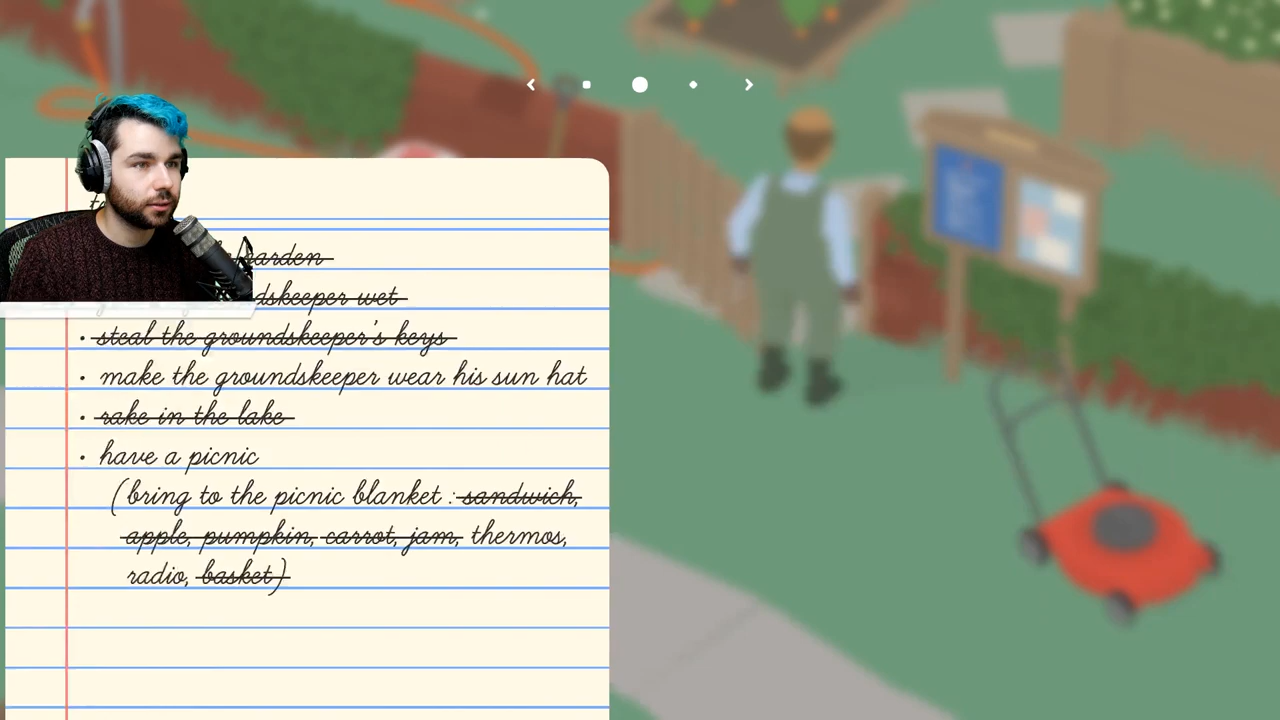 garden
dskeeper wet
• steal the groundskeeper's keys
• make the groundskeeper wear his sun hat
• rake in the lake
• have a picnic
(bring to the picnic blanket : sandwich,
apple, pumpkin, carrot, jam, thermos,
radio, basket)